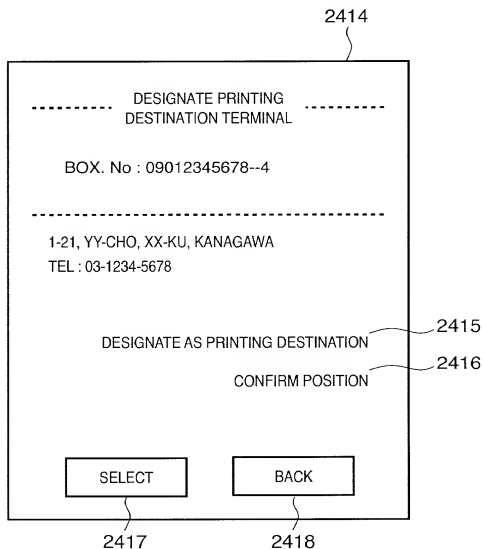 2414
DESIGNATE PRINTING
DESTINATION TERMINAL
BOX. No : 09012345678--4
1-21, YY-CHO, XX-KU, KANAGAWA
TEL : 03-1234-5678
2415
DESIGNATE AS PRINTING DESTINATION
2416
CONFIRM POSITION
SELECT BACK
2417 2418